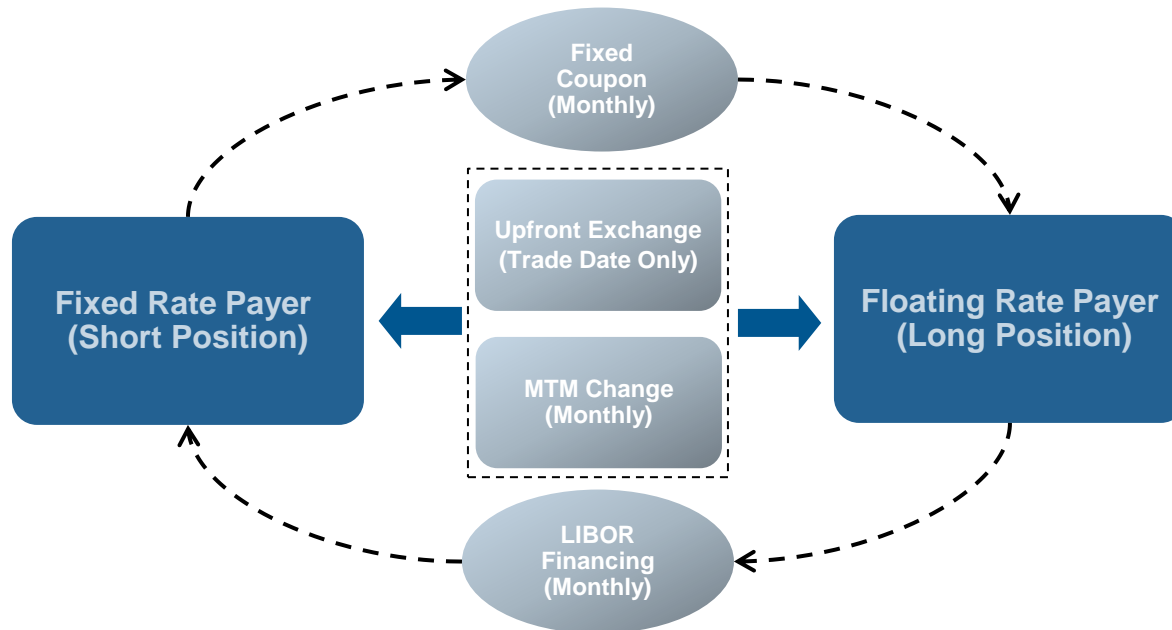 Fixed
Coupon
(Monthly)
Upfront Exchange
(Trade Date Only)
Fixed Rate Payer
(Short Position)
Floating Rate Payer
(Long Position)
MTM Change
(Monthly)
LIBOR
Financing
(Monthly)